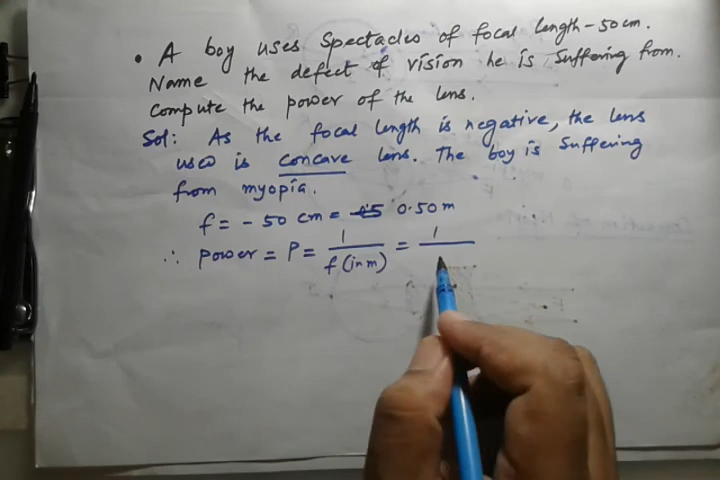 • A boy uses spectacles of focal length - 50 cm.
Name the defect of vision he is suffering from.
Compute the power of the lens.
Sol: As the focal length is negative, the lens
used is concave lens. The boy is suffering
from myopia.
f = - 50 cm = 0.50 m
∴ power = P = 1 / f (in m) = 1 /